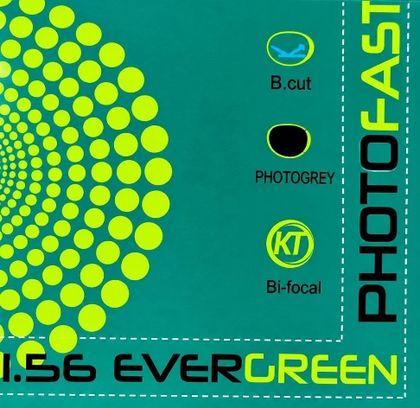 B.cut
PHOTOGREY
KT
Bi-focal
PHOTOFAST
1.56 EVERGREEN